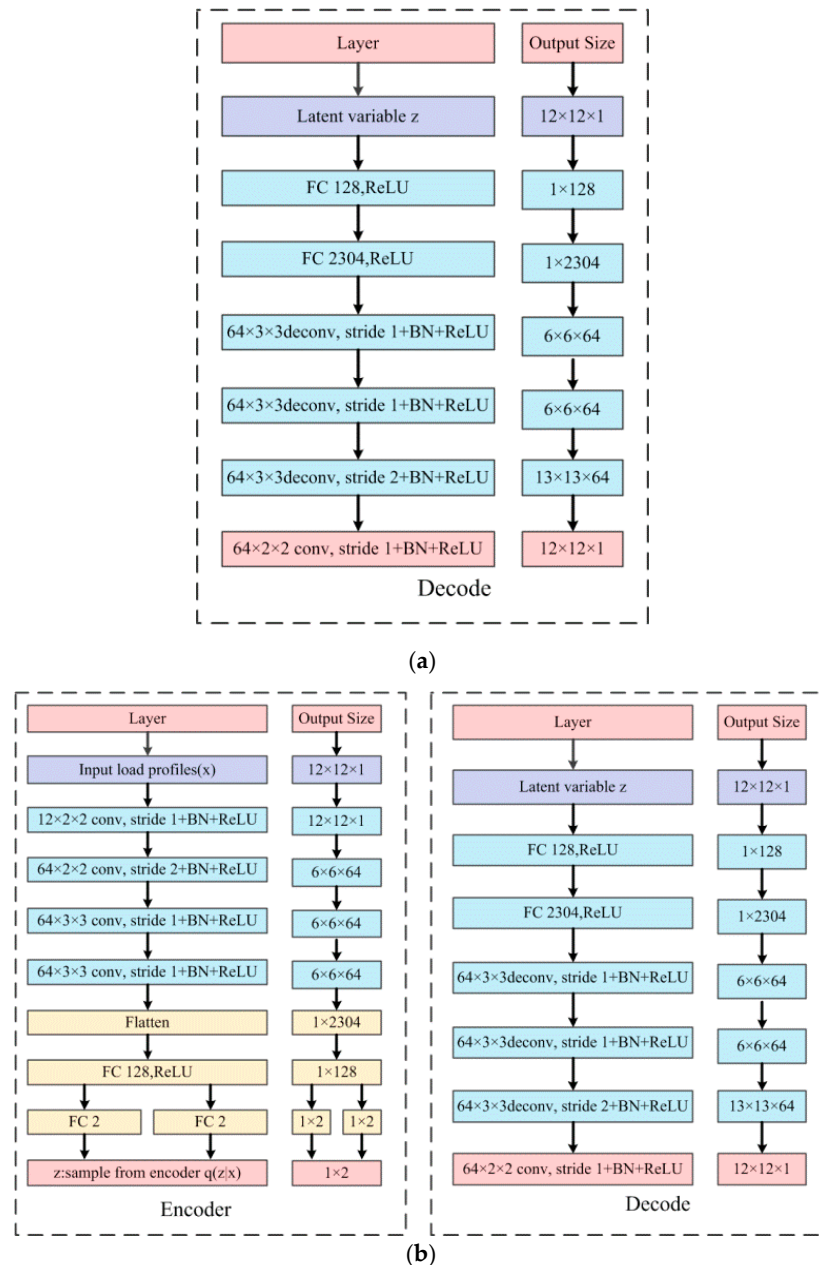 Layer Output Size
Latent variable z 12×12×1
FC 128,ReLU 1×128
FC 2304,ReLU 1×2304
64×3×3deconv, stride 1+BN+ReLU 6×6×64
64×3×3deconv, stride 1+BN+ReLU 6×6×64
64×3×3deconv, stride 2+BN+ReLU 13×13×64
64×2×2 conv, stride 1+BN+ReLU 12×12×1
Decode
(a)
Layer Output Size
Input load profiles(x) 12×12×1
12×2×2 conv, stride 1+BN+ReLU 12×12×1
64×2×2 conv, stride 2+BN+ReLU 6×6×64
64×3×3 conv, stride 1+BN+ReLU 6×6×64
64×3×3 conv, stride 1+BN+ReLU 6×6×64
Flatten 1×2304
FC 128,ReLU 1×128
FC 2 FC 2 1×2 1×2
z:sample from encoder q(z|x) 1×2
Encoder
Layer Output Size
Latent variable z 12×12×1
FC 128,ReLU 1×128
FC 2304,ReLU 1×2304
64×3×3deconv, stride 1+BN+ReLU 6×6×64
64×3×3deconv, stride 1+BN+ReLU 6×6×64
64×3×3deconv, stride 2+BN+ReLU 13×13×64
64×2×2 conv, stride 1+BN+ReLU 12×12×1
Decode
(b)